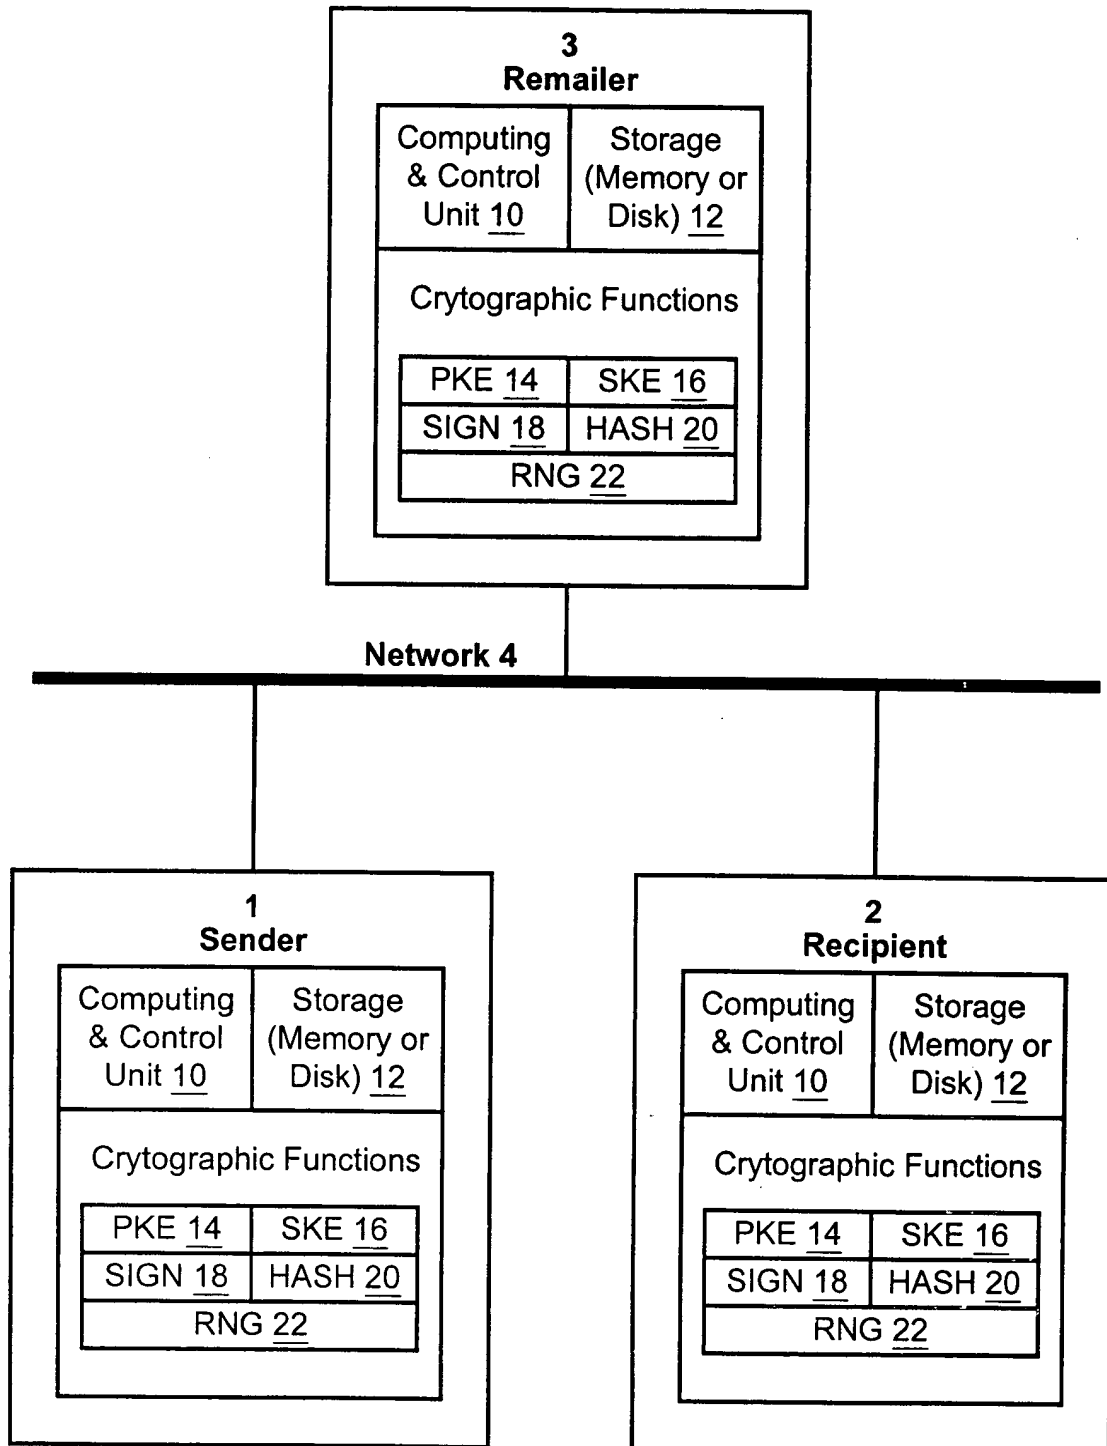 3
Remailer
Computing
& Control
Unit 10
Storage
(Memory or
Disk) 12
Crytographic Functions
PKE 14
SKE 16
SIGN 18
HASH 20
RNG 22
Network 4
1
Sender
Computing
& Control
Unit 10
Storage
(Memory or
Disk) 12
Crytographic Functions
PKE 14
SKE 16
SIGN 18
HASH 20
RNG 22
2
Recipient
Computing
& Control
Unit 10
Storage
(Memory or
Disk) 12
Crytographic Functions
PKE 14
SKE 16
SIGN 18
HASH 20
RNG 22